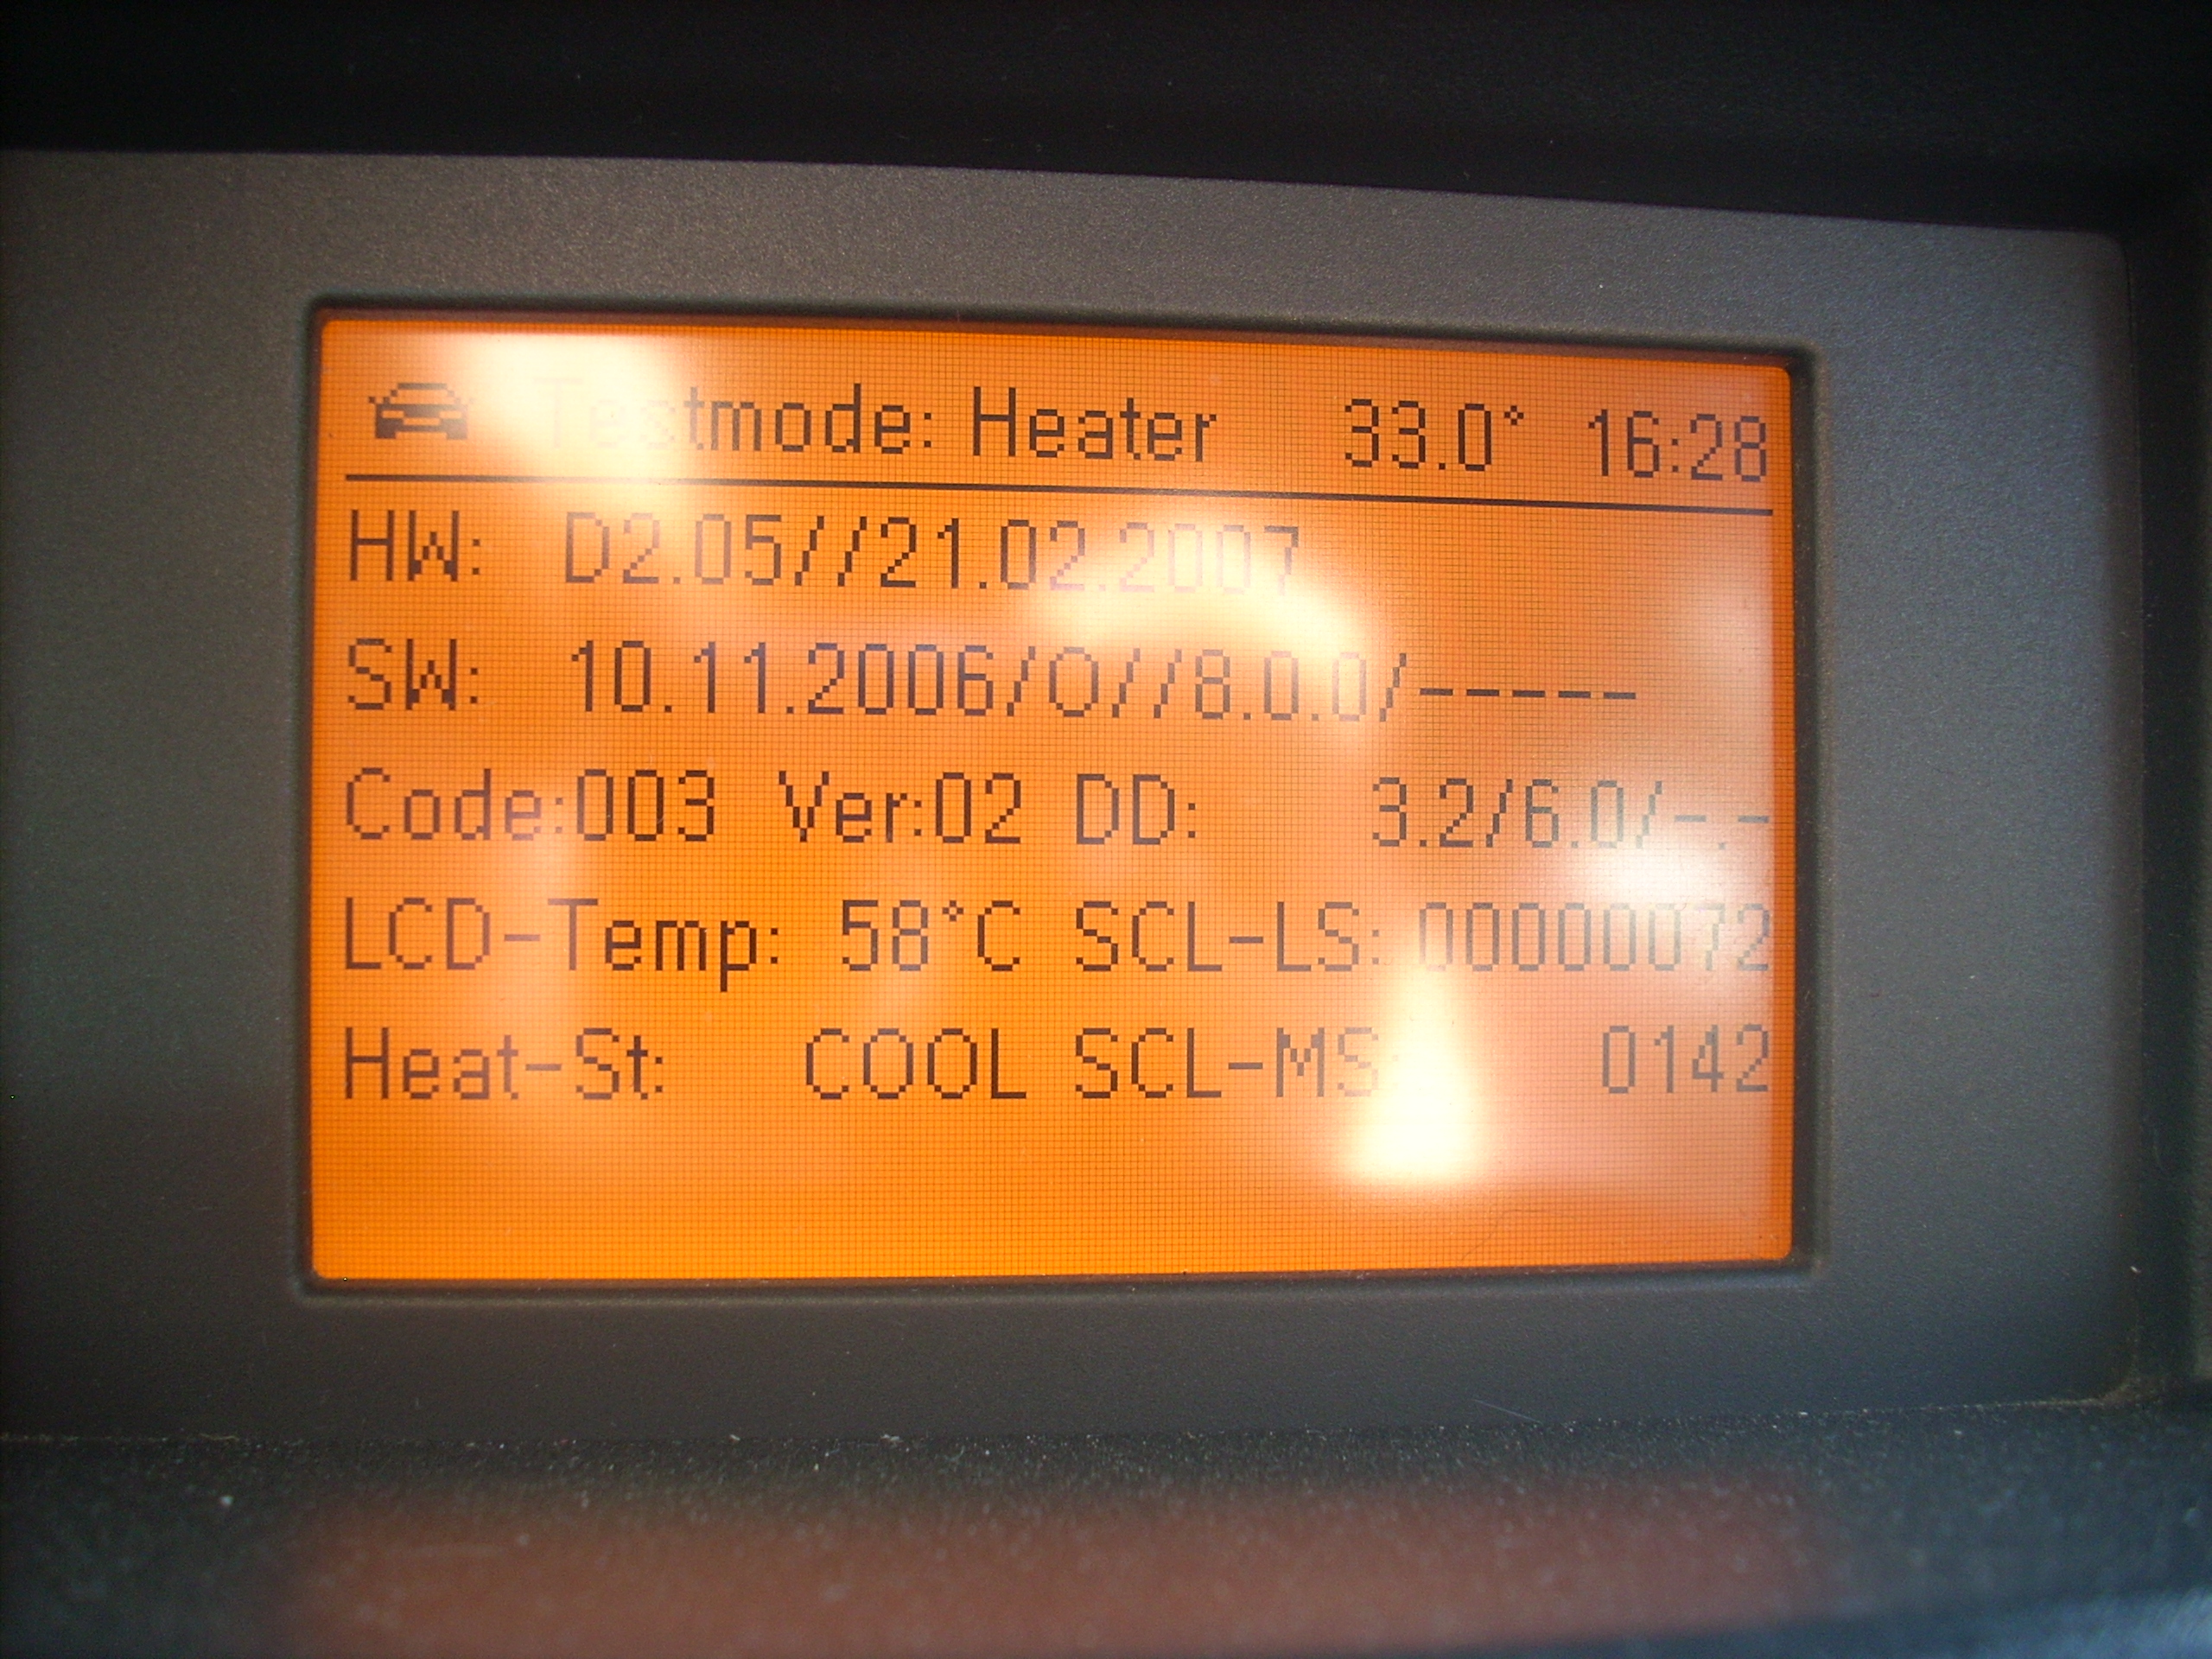 Testmode: Heater 33.0° 16:28
HW: D2.05//21.02.2007
SW: 10.11.2006/O//8.0.0/-----
Code:003 Ver:02 DD: 3.2/6.0/-.-
LCD-Temp: 58°C SCL-LS: 00000072
Heat-St: COOL SCL-MS: 0142